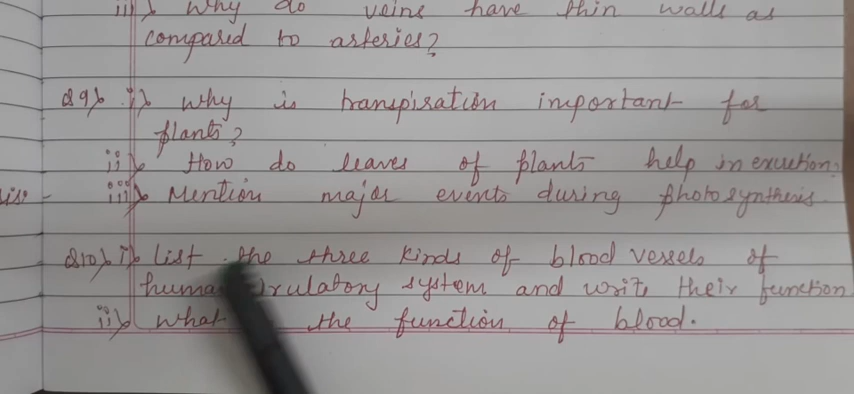 ii) Why do veins have thin walls as
compared to arteries?
Q9) i) Why is transpiration important for
plants?
ii) How do leaves of plants help in excretion.
iii) Mention major events during photosynthesis.
Q10) i) List the three kinds of blood vessels of
human system and write their function
ii) What the function of blood.